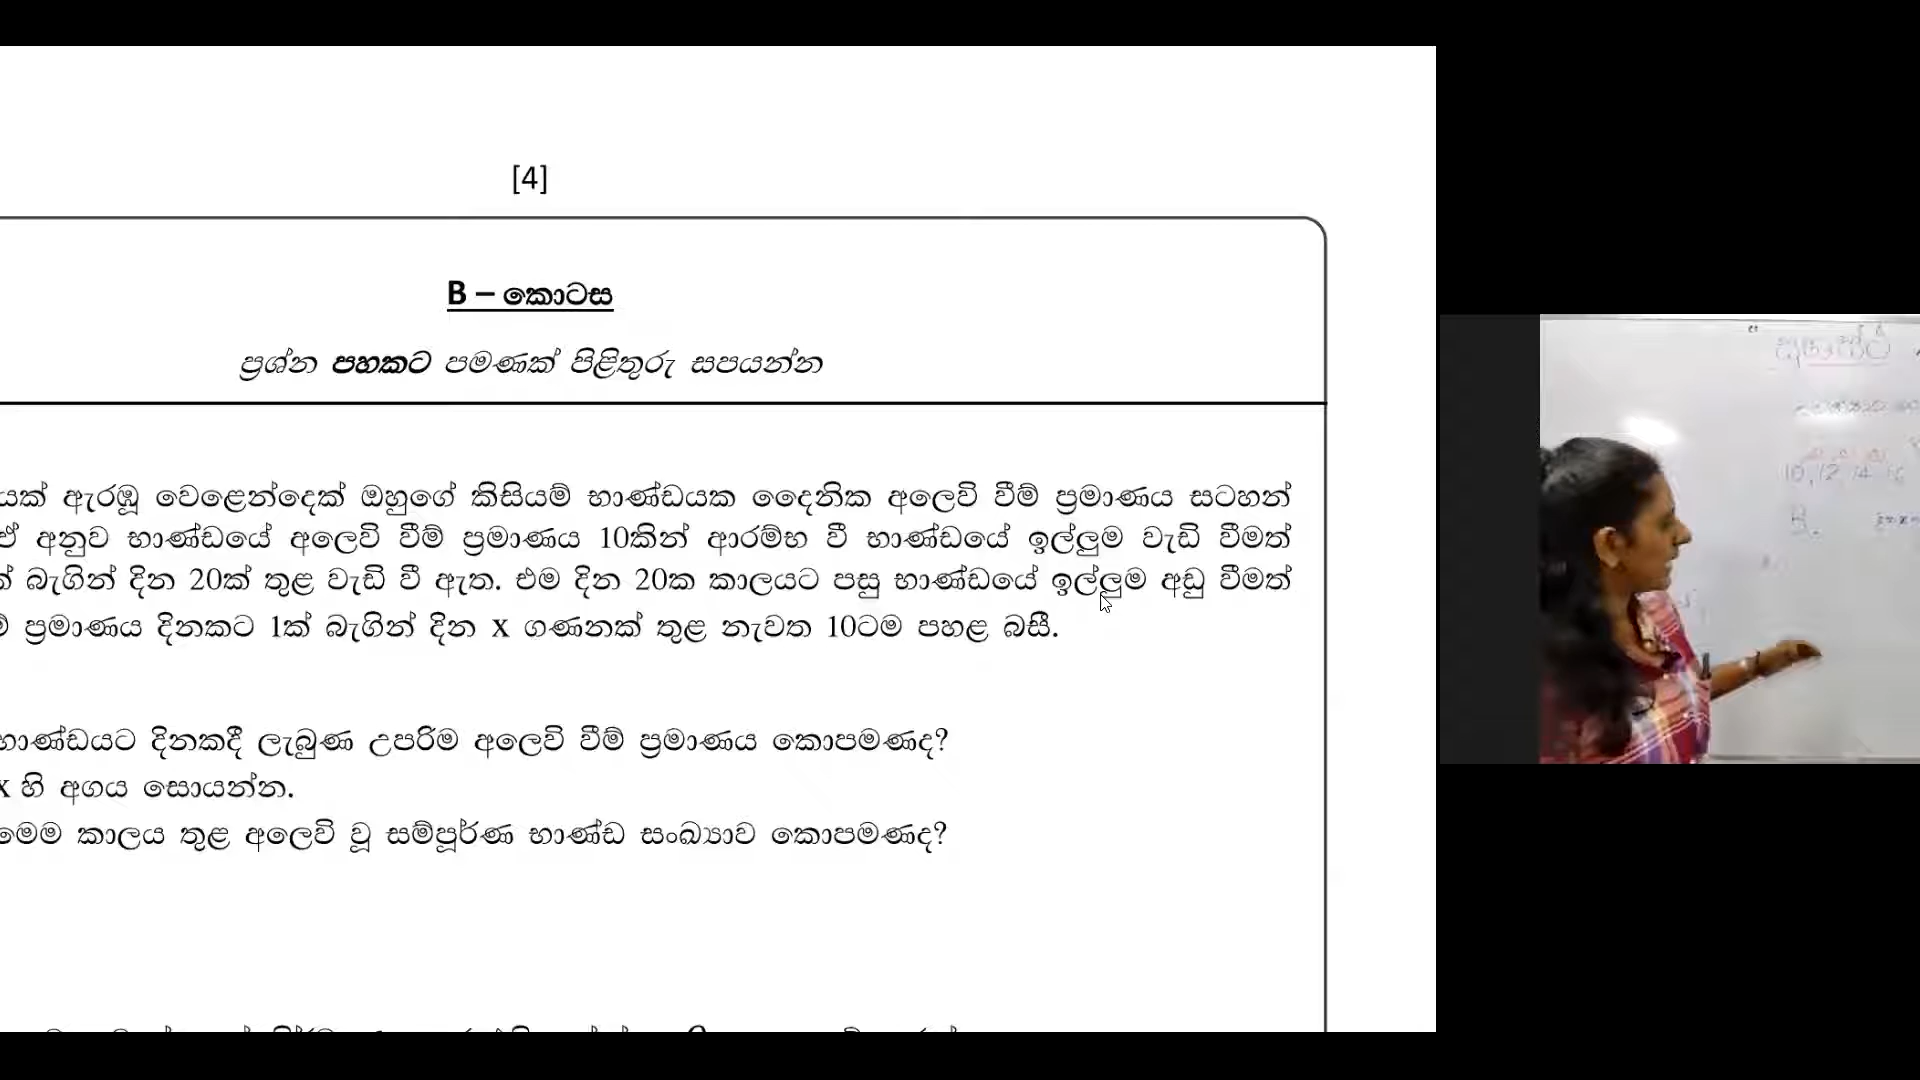 [4]
B – කොටස
ප්‍රශ්න පහකට පමණක් පිළිතුරු සපයන්න
යක් ඇරඹූ වෙළෙන්දෙක් ඔහුගේ කිසියම් භාණ්ඩයක දෛනික අලෙවි වීම් ප්‍රමාණය සටහන්
ඒ අනුව භාණ්ඩයේ අලෙවි වීම් ප්‍රමාණය 10කින් ආරම්භ වී භාණ්ඩයේ ඉල්ලුම වැඩි වීමත්
බැගින් දින 20ක් තුළ වැඩි වී ඇත. එම දින 20ක කාලයට පසු භාණ්ඩයේ ඉල්ලුම අඩු වීමත්
ප්‍රමාණය දිනකට 1ක් බැගින් දින x ගණනක් තුළ නැවත 10ටම පහළ බසී.
භාණ්ඩයට දිනකදී ලැබුණ උපරිම අලෙවි වීම් ප්‍රමාණය කොපමණද?
x හි අගය සොයන්න.
මෙම කාලය තුළ අලෙවි වූ සම්පූර්ණ භාණ්ඩ සංඛ්‍යාව කොපමණද?
10, 12, 14, 16